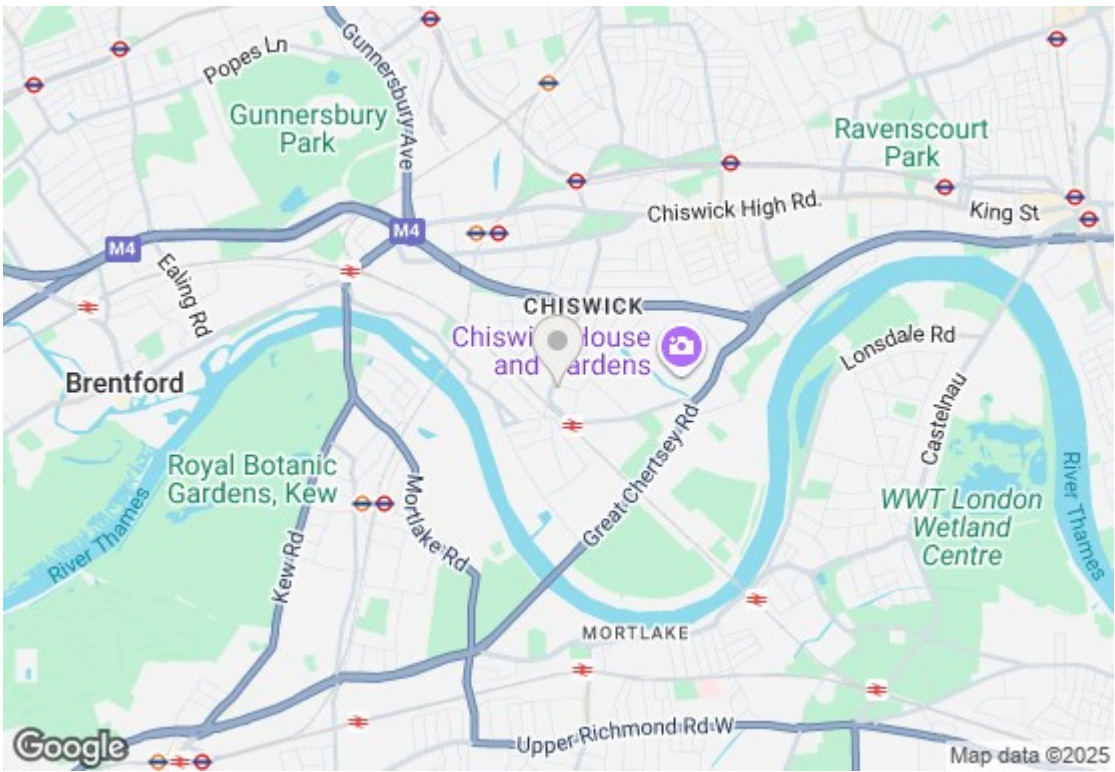 Popes Ln
Gunnersbury Ave
Gunnersbury
Park
Ravenscourt
Park
Chiswick High Rd.
King St
M4
M4
Ealing Rd
CHISWICK
Chiswick House
and Gardens
Lonsdale Rd
Brentford
Castelnau
Great Chertsey Rd
Royal Botanic
Gardens, Kew
Mortlake Rd
WWT London
Wetland
Centre
River Thames
River Thames
Kew Rd
MORTLAKE
Upper Richmond Rd W
Google
Map data ©2025